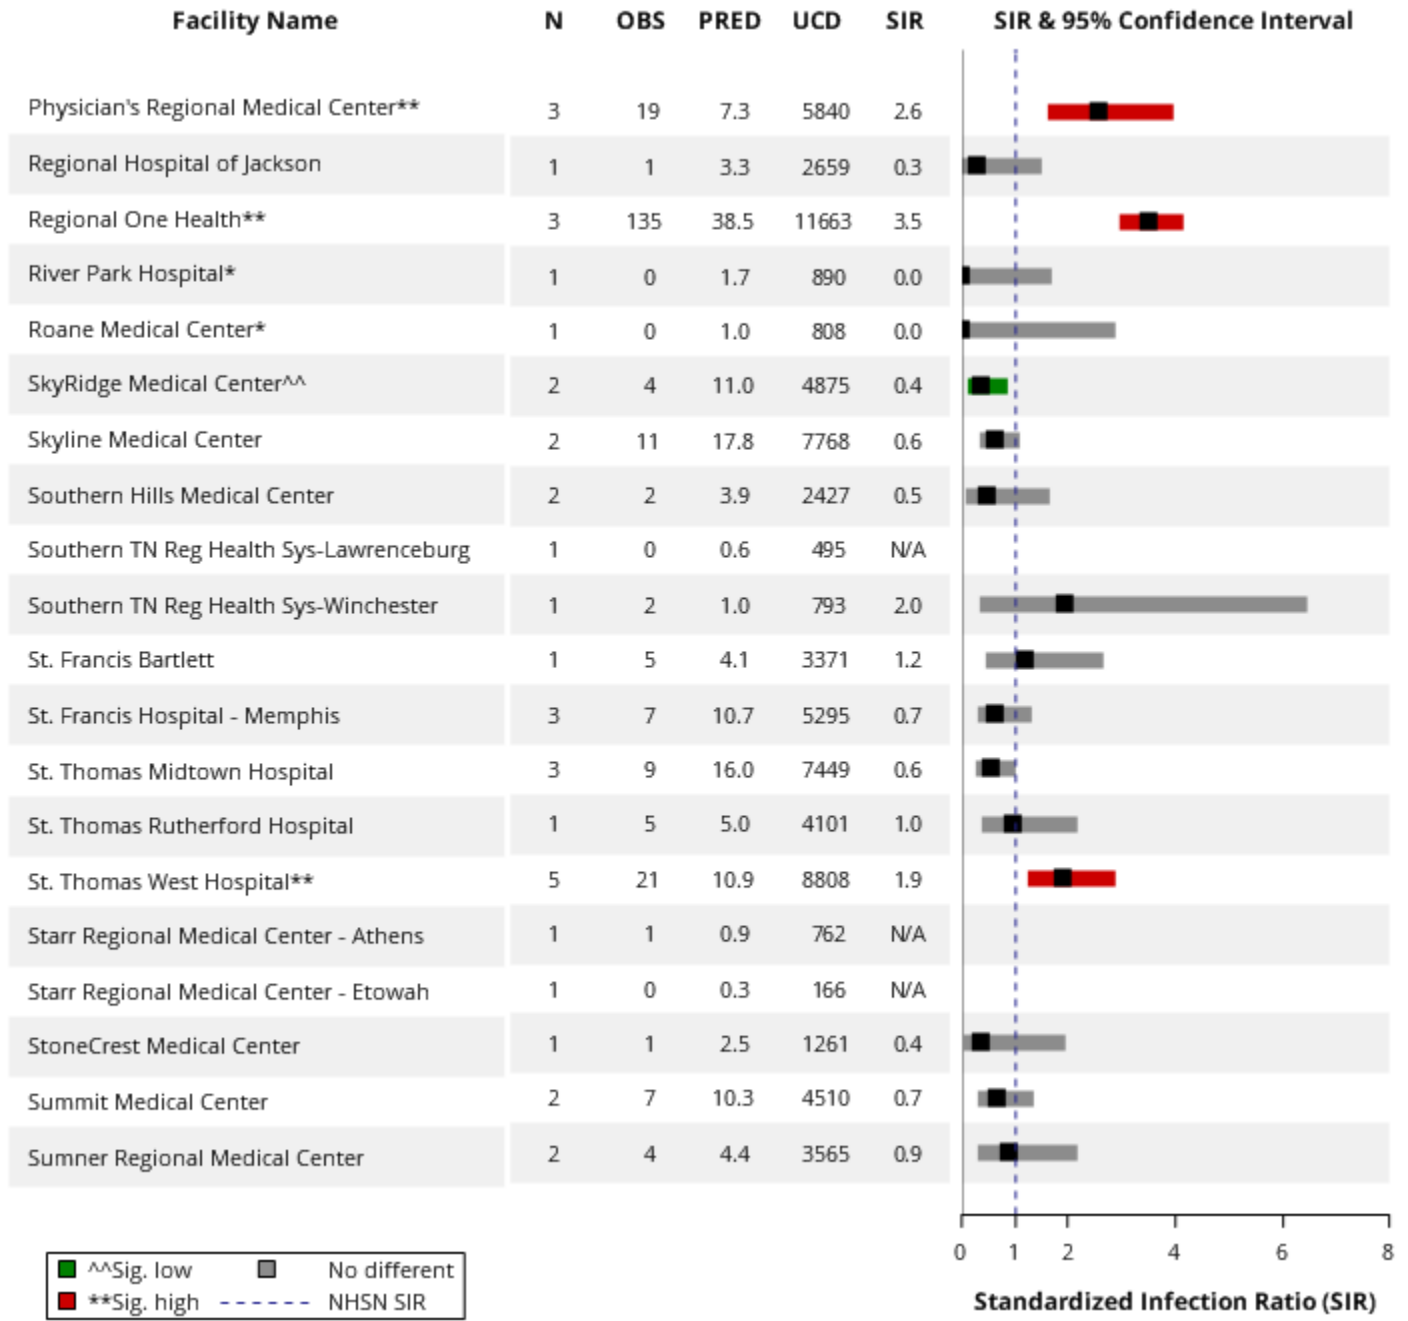 Facility Name N OBS PRED UCD SIR SIR & 95% Confidence Interval
Physician's Regional Medical Center** 3 19 7.3 5840 2.6
Regional Hospital of Jackson 1 1 3.3 2659 0.3
Regional One Health** 3 135 38.5 11663 3.5
River Park Hospital* 1 0 1.7 890 0.0
Roane Medical Center* 1 0 1.0 808 0.0
SkyRidge Medical Center^^ 2 4 11.0 4875 0.4
Skyline Medical Center 2 11 17.8 7768 0.6
Southern Hills Medical Center 2 2 3.9 2427 0.5
Southern TN Reg Health Sys-Lawrenceburg 1 0 0.6 495 N/A
Southern TN Reg Health Sys-Winchester 1 2 1.0 793 2.0
St. Francis Bartlett 1 5 4.1 3371 1.2
St. Francis Hospital - Memphis 3 7 10.7 5295 0.7
St. Thomas Midtown Hospital 3 9 16.0 7449 0.6
St. Thomas Rutherford Hospital 1 5 5.0 4101 1.0
St. Thomas West Hospital** 5 21 10.9 8808 1.9
Starr Regional Medical Center - Athens 1 1 0.9 762 N/A
Starr Regional Medical Center - Etowah 1 0 0.3 166 N/A
StoneCrest Medical Center 1 1 2.5 1261 0.4
Summit Medical Center 2 7 10.3 4510 0.7
Sumner Regional Medical Center 2 4 4.4 3565 0.9
0 1 2 4 6 8
Standardized Infection Ratio (SIR)
^^Sig. low No different
**Sig. high NHSN SIR